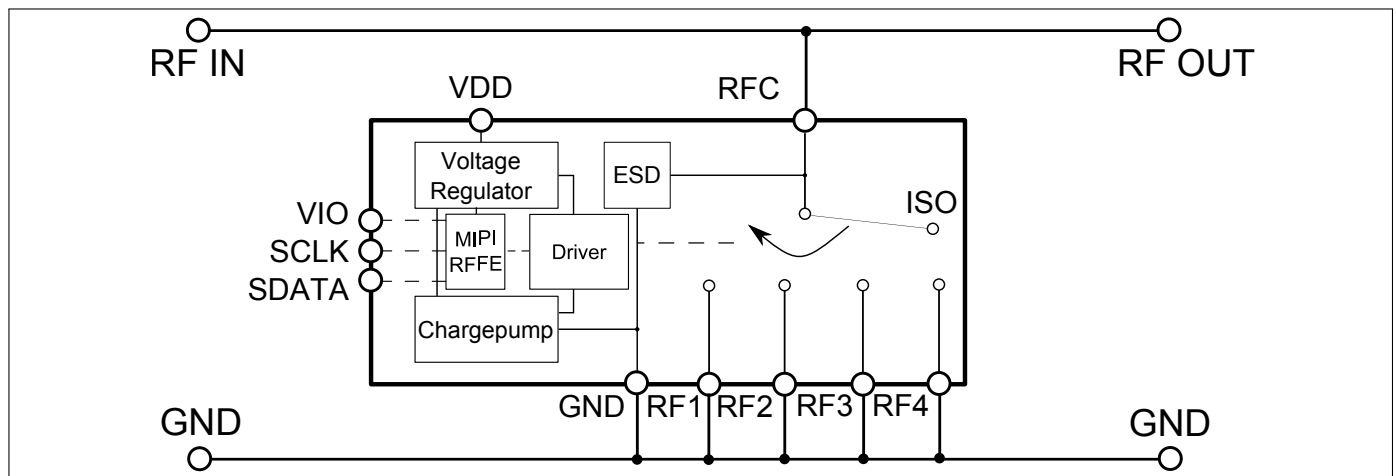 RF IN
RF OUT
VDD
RFC
Voltage
Regulator
ESD
ISO
VIO
SCLK
SDATA
MIPI
RFFE
Driver
Chargepump
GND
RF1
RF2
RF3
RF4
GND
GND